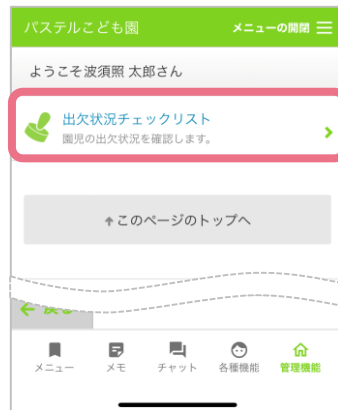 パステルこども園
メニューの開閉
ようこそ波須照 太郎さん
出欠状況チェックリスト
園児の出欠状況を確認します。
このページのトップへ
メニュー
メモ
チャット
各種機能
管理機能